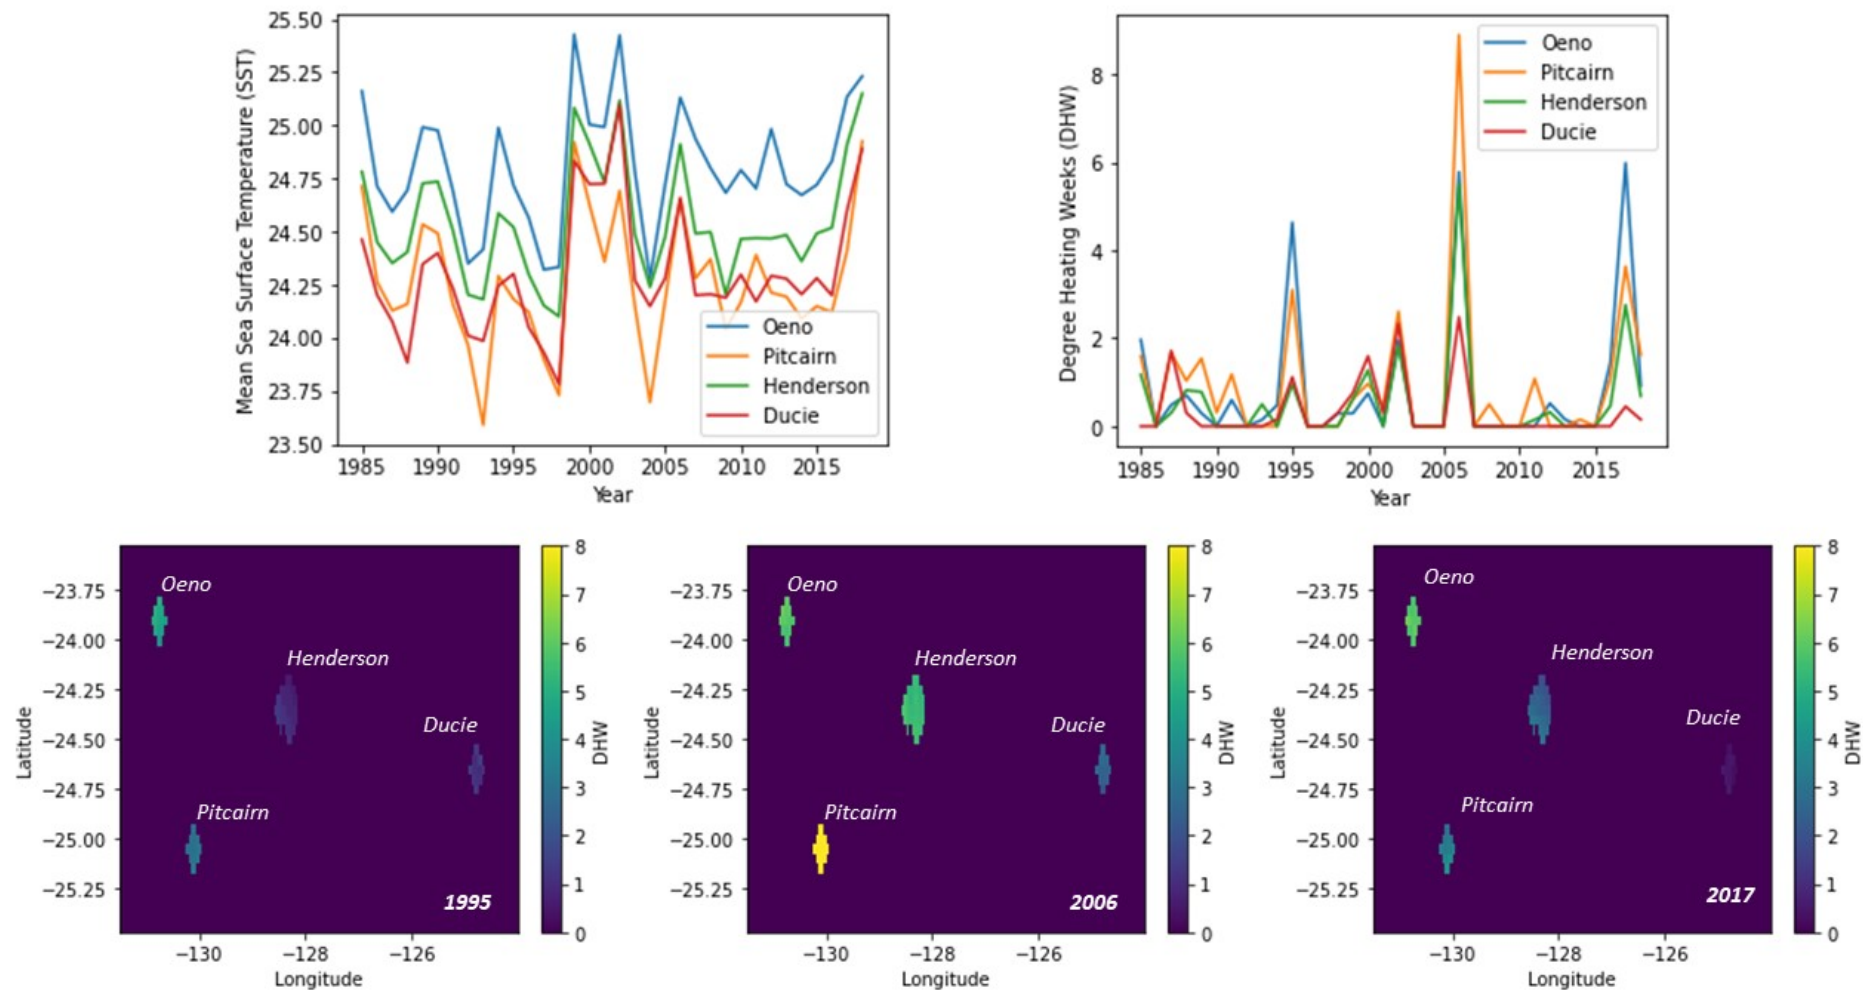 Mean Sea Surface Temperature (SST)
25.50
25.25
25.00
24.75
24.50
24.25
24.00
23.75
23.50
1985 1990 1995 2000 2005 2010 2015
Year
Oeno
Pitcairn
Henderson
Ducie
Degree Heating Weeks (DHW)
8
6
4
2
0
1985 1990 1995 2000 2005 2010 2015
Year
Oeno
Pitcairn
Henderson
Ducie
Latitude
−23.75
−24.00
−24.25
−24.50
−24.75
−25.00
−25.25
Oeno
Henderson
Ducie
Pitcairn
1995
−130 −128 −126
Longitude
8
7
6
5
4
3
2
1
0
DHW
Latitude
−23.75
−24.00
−24.25
−24.50
−24.75
−25.00
−25.25
Oeno
Henderson
Ducie
Pitcairn
2006
−130 −128 −126
Longitude
8
7
6
5
4
3
2
1
0
DHW
Latitude
−23.75
−24.00
−24.25
−24.50
−24.75
−25.00
−25.25
Oeno
Henderson
Ducie
Pitcairn
2017
−130 −128 −126
Longitude
8
7
6
5
4
3
2
1
0
DHW